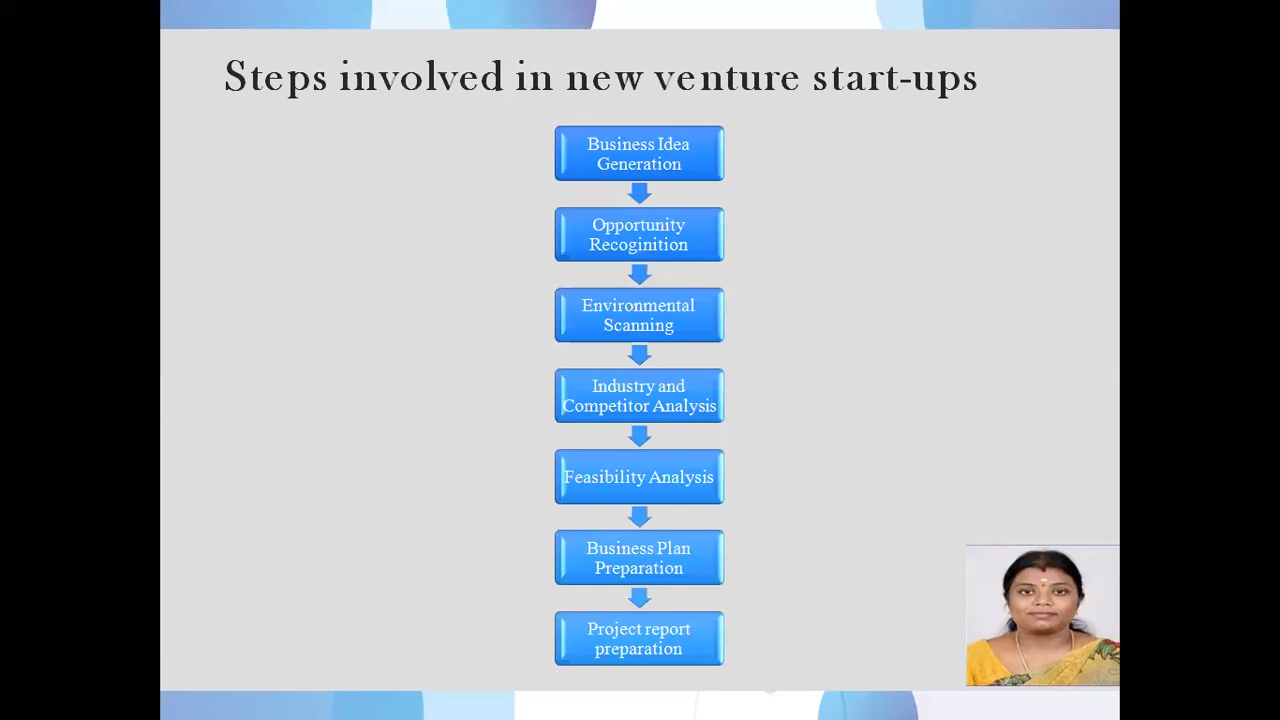 Steps involved in new venture start-ups
Business Idea
Generation
Opportunity
Recoginition
Environmental
Scanning
Industry and
Competitor Analysis
Feasibility Analysis
Business Plan
Preparation
Project report
preparation